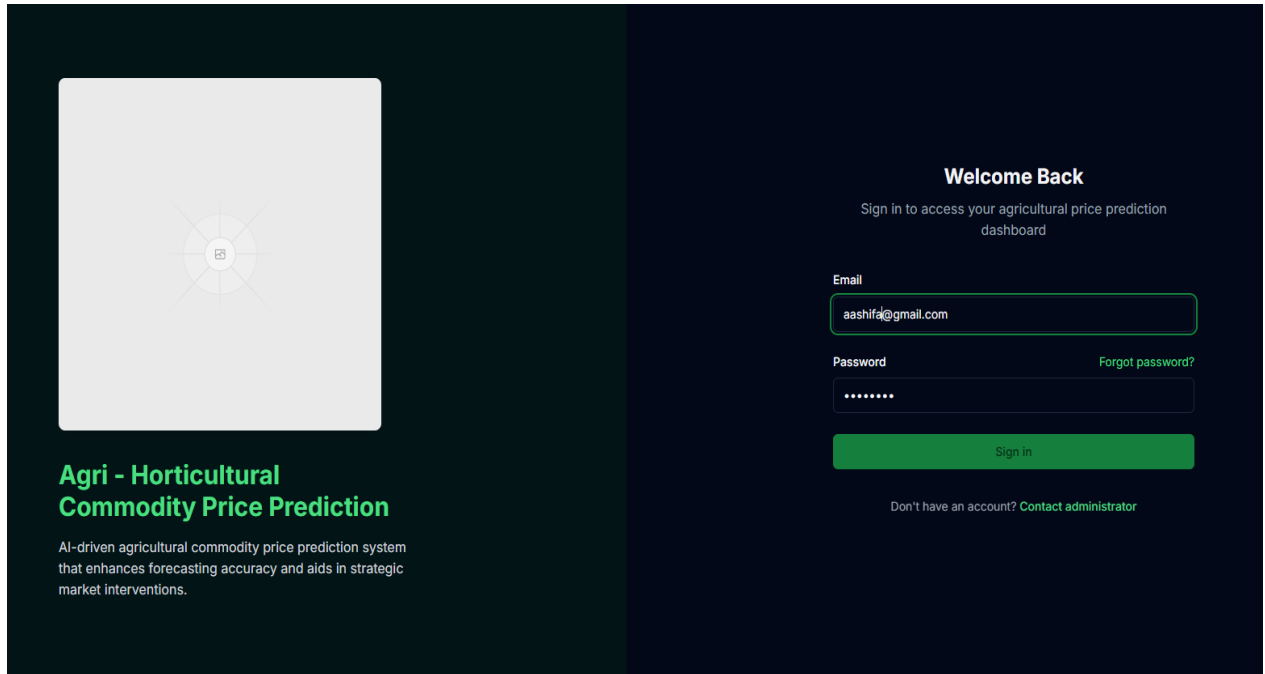 Agri - Horticultural
Commodity Price Prediction
AI-driven agricultural commodity price prediction system
that enhances forecasting accuracy and aids in strategic
market interventions.
Welcome Back
Sign in to access your agricultural price prediction
dashboard
Email
aashifa@gmail.com
Password
Forgot password?
••••••••
Sign in
Don't have an account? Contact administrator